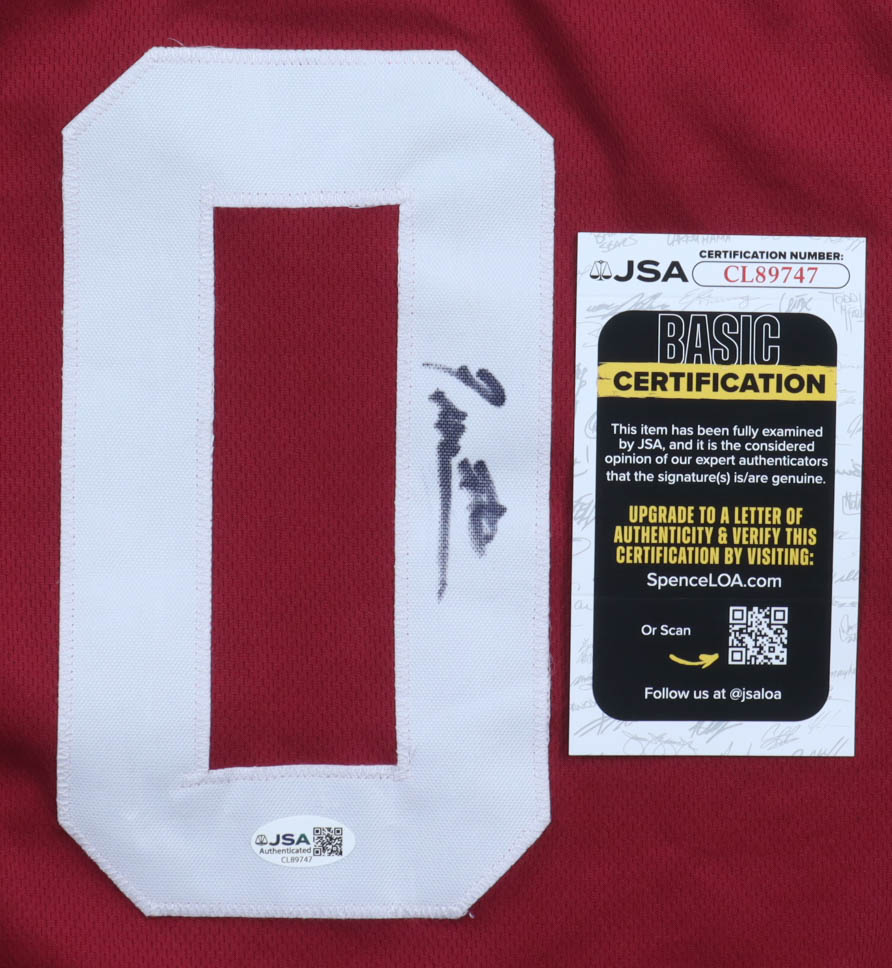 0
JSA
CERTIFICATION NUMBER:
CL89747
BASIC
CERTIFICATION
This item has been fully examined
by JSA, and it is the considered
opinion of our expert authenticators
that the signature(s) is/are genuine.
UPGRADE TO A LETTER OF
AUTHENTICITY & VERIFY THIS
CERTIFICATION BY VISITING:
SpenceLOA.com
Or Scan
Follow us at @jsaloa
JSA
Authenticated
CL89747